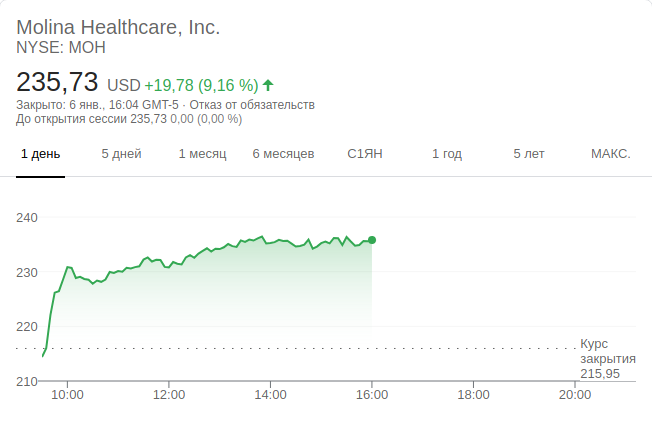 Molina Healthcare, Inc.
NYSE: MOH
235,73 USD +19,78 (9,16 %)
Закрыто: 6 янв., 16:04 GMT-5 · Отказ от обязательств
До открытия сессии 235,73 0,00 (0,00 %)
1 день 5 дней 1 месяц 6 месяцев С1ЯН 1 год 5 лет МАКС.
240
230
220
Курс
закрытия
215,95
210
10:00 12:00 14:00 16:00 18:00 20:00